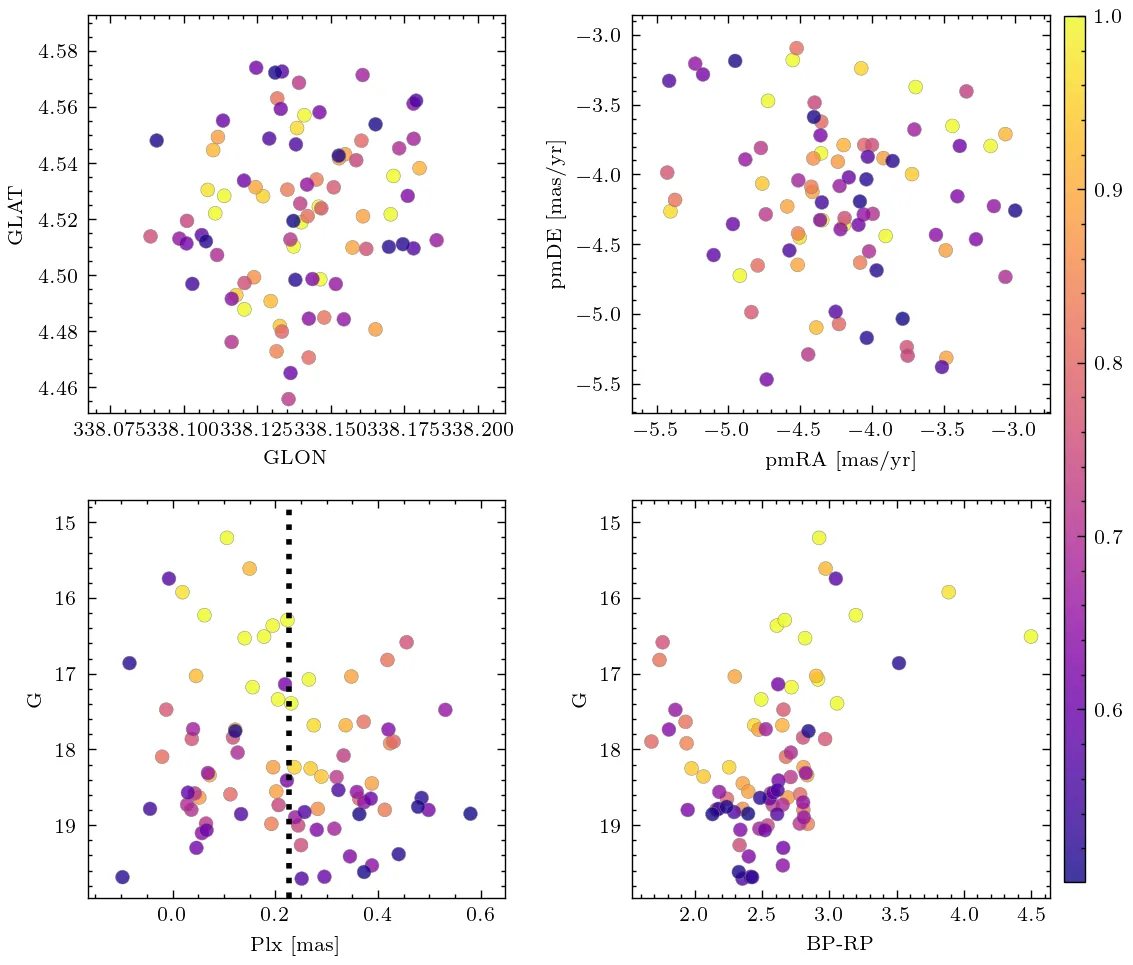 4.58
4.56
4.54
4.52
4.50
4.48
4.46
GLAT
338.075 338.100 338.125 338.150 338.175 338.200
GLON
−3.0
−3.5
−4.0
−4.5
−5.0
−5.5
pmDE [mas/yr]
−5.5 −5.0 −4.5 −4.0 −3.5 −3.0
pmRA [mas/yr]
1.0
0.9
0.8
0.7
0.6
15
16
17
18
19
G
0.0 0.2 0.4 0.6
Plx [mas]
15
16
17
18
19
G
2.0 2.5 3.0 3.5 4.0 4.5
BP-RP